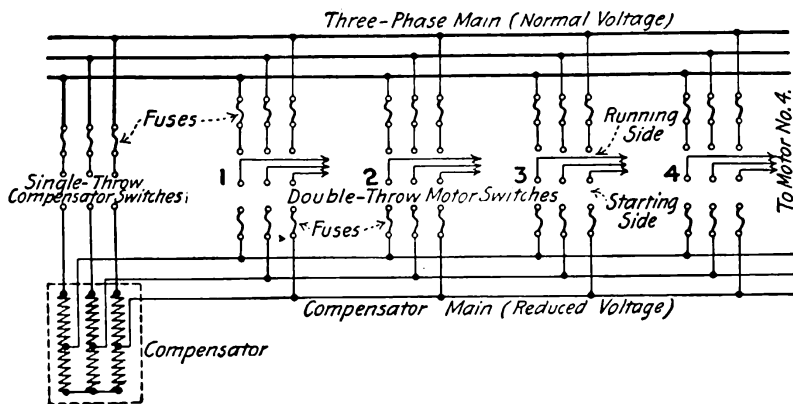 Three-Phase Main (Normal Voltage)
Fuses
Running
Side
Single-Throw
Compensator Switches
1
2
3
4
Double-Throw Motor Switches
Starting
Side
Fuses
To Motor No. 4.
Compensator Main (Reduced Voltage)
Compensator